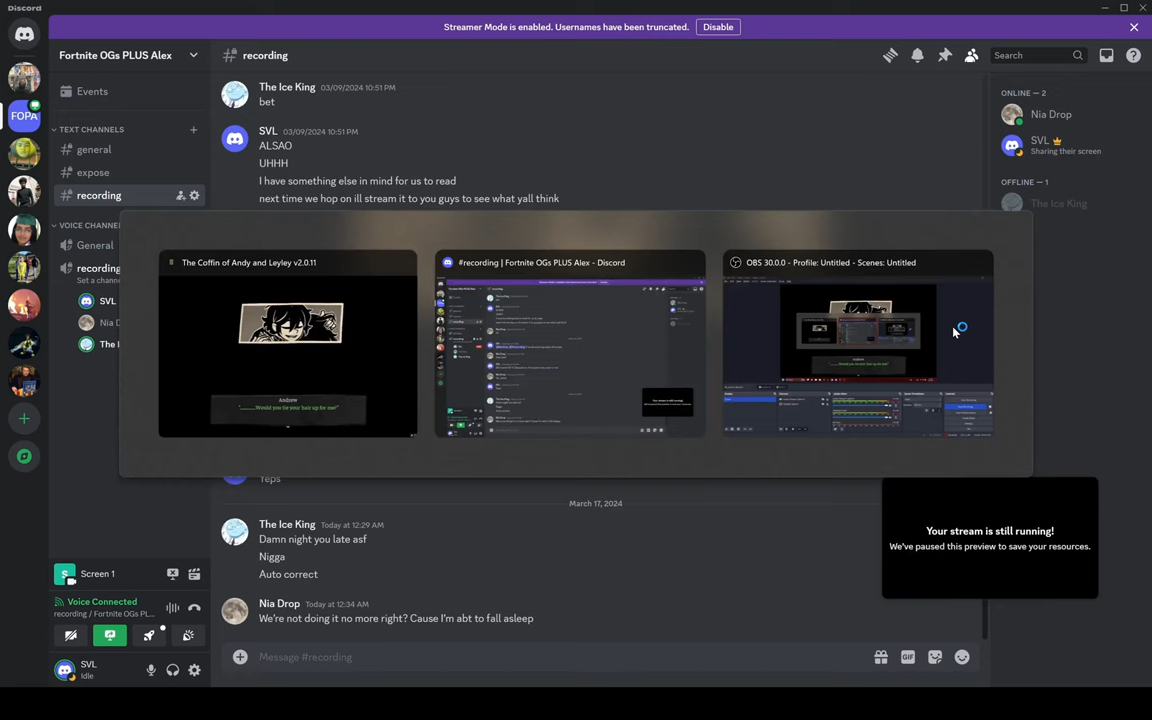 Discord
Streamer Mode is enabled. Usernames have been truncated.
Disable
Fortnite OGs PLUS Alex
recording
Search
Events
TEXT CHANNELS
general
expose
recording
VOICE CHANNE
General
recording
Set a chann
SVL
Nia D
The I
FOPA
The Ice King 03/09/2024 10:51 PM
bet
SVL 03/09/2024 10:51 PM
ALSAO
UHHH
I have something else in mind for us to read
next time we hop on ill stream it to you guys to see what yall think
ONLINE — 2
Nia Drop
SVL
Sharing their screen
OFFLINE — 1
The Ice King
The Coffin of Andy and Leyley v2.0.11
Andrew
#recording | Fortnite OGs PLUS Alex - Discord
OBS 30.0.0 - Profile: Untitled - Scenes: Untitled
Yeps
March 17, 2024
The Ice King Today at 12:29 AM
Damn night you late asf
Nigga
Auto correct
Nia Drop Today at 12:34 AM
We're not doing it no more right? Cause I'm abt to fall asleep
Your stream is still running!
We've paused this preview to save your resources.
S
Screen 1
Voice Connected
recording / Fortnite OGs PL...
SVL
Idle
Message #recording
GIF